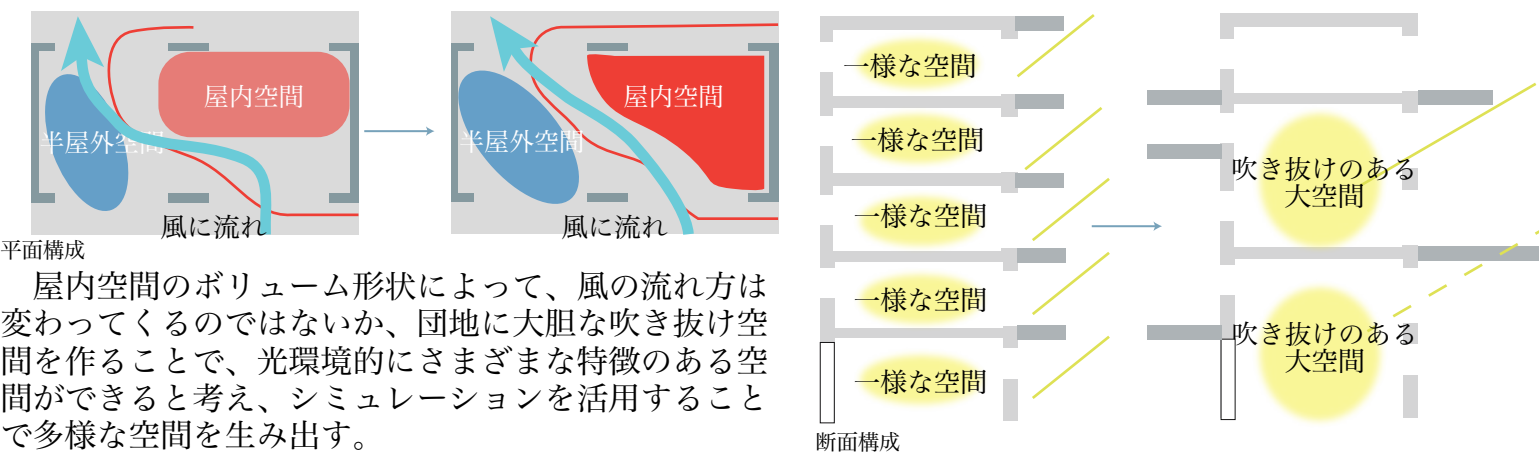 屋内空間
半屋外空間
風に流れ
屋内空間
半屋外空間
風に流れ
平面構成
屋内空間のボリューム形状によって、風の流れ方は
変わってくるのではないか、団地に大胆な吹き抜け空
間を作ることで、光環境的にさまざまな特徴のある空
間ができると考え、シミュレーションを活用すること
で多様な空間を生み出す。
一様な空間
一様な空間
一様な空間
一様な空間
一様な空間
吹き抜けのある
大空間
吹き抜けのある
大空間
断面構成